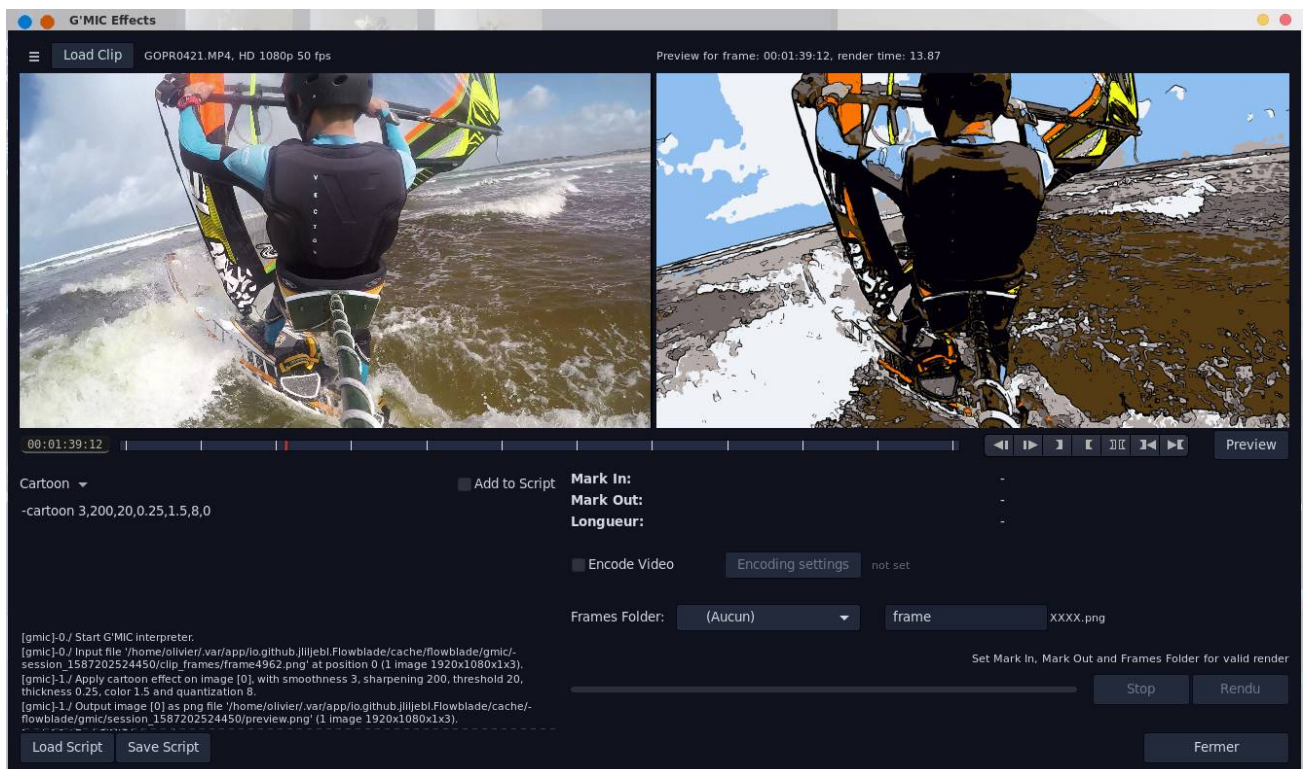 G'MIC Effects
Load Clip GOPR0421.MP4, HD 1080p 50 fps
Preview for frame: 00:01:39:12, render time: 13.87
V
E
C
T
O
00:01:39:12
Preview
Cartoon
Add to Script
-cartoon 3,200,20,0.25,1.5,8,0
Mark In: -
Mark Out: -
Longueur: -
Encode Video Encoding settings not set
Frames Folder: (Aucun) frame XXXX.png
[gmic]-0./ Start G'MIC interpreter.
[gmic]-0./ Input file '/home/olivier/.var/app/io.github.jliljebl.Flowblade/cache/flowblade/gmic/-
session_1587202524450/clip_frames/frame4962.png' at position 0 (1 image 1920x1080x1x3).
[gmic]-1./ Apply cartoon effect on image [0], with smoothness 3, sharpening 200, threshold 20,
thickness 0.25, color 1.5 and quantization 8.
[gmic]-1./ Output image [0] as png file '/home/olivier/.var/app/io.github.jliljebl.Flowblade/cache/-
flowblade/gmic/session_1587202524450/preview.png' (1 image 1920x1080x1x3).
Set Mark In, Mark Out and Frames Folder for valid render
Stop Rendu
Load Script Save Script
Fermer